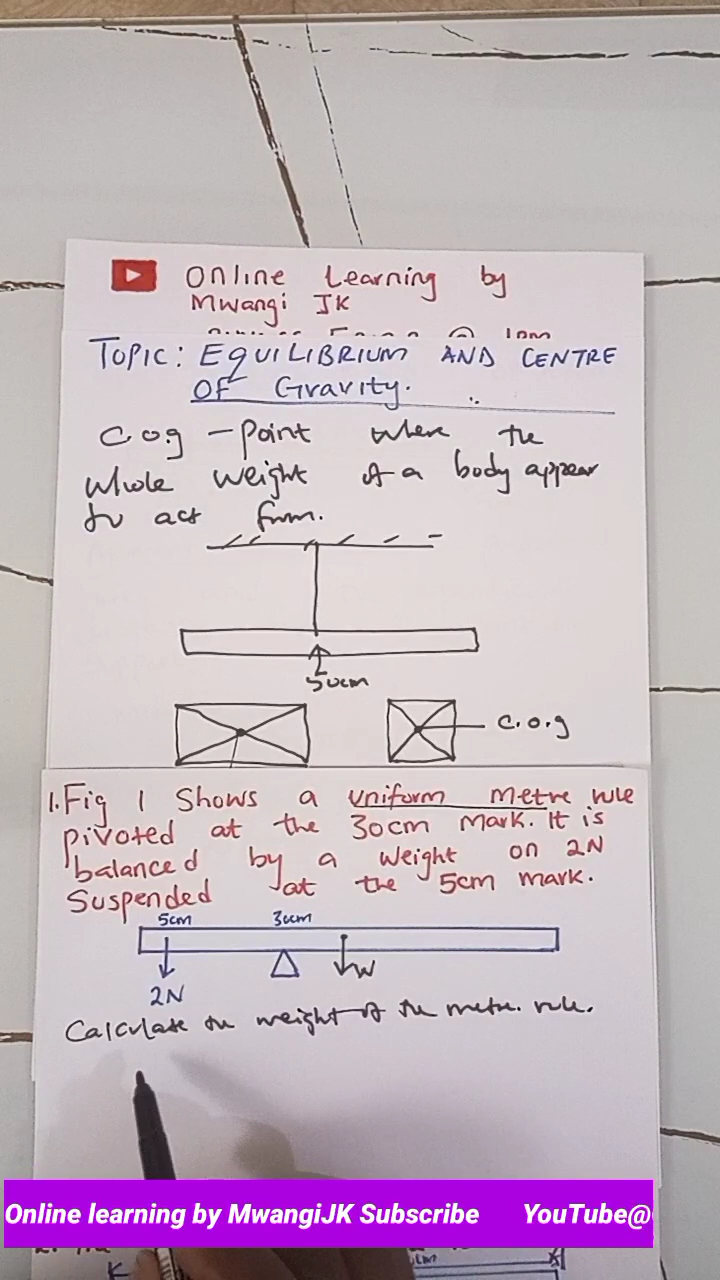 Online Learning by
Mwangi JK
TOPIC: EQUILIBRIUM AND CENTRE
OF Gravity.
C.o.g - Point where the
whole weight of a body appear
to act from.
50cm
C.o.g
1. Fig 1 Shows a uniform metre rule
pivoted at the 30cm mark. It is
balanced by a weight on 2N
Suspended at the 5cm mark.
5cm 30cm
W
2N
Calculate the weight of the metre rule.
Online learning by MwangiJK Subscribe YouTube@